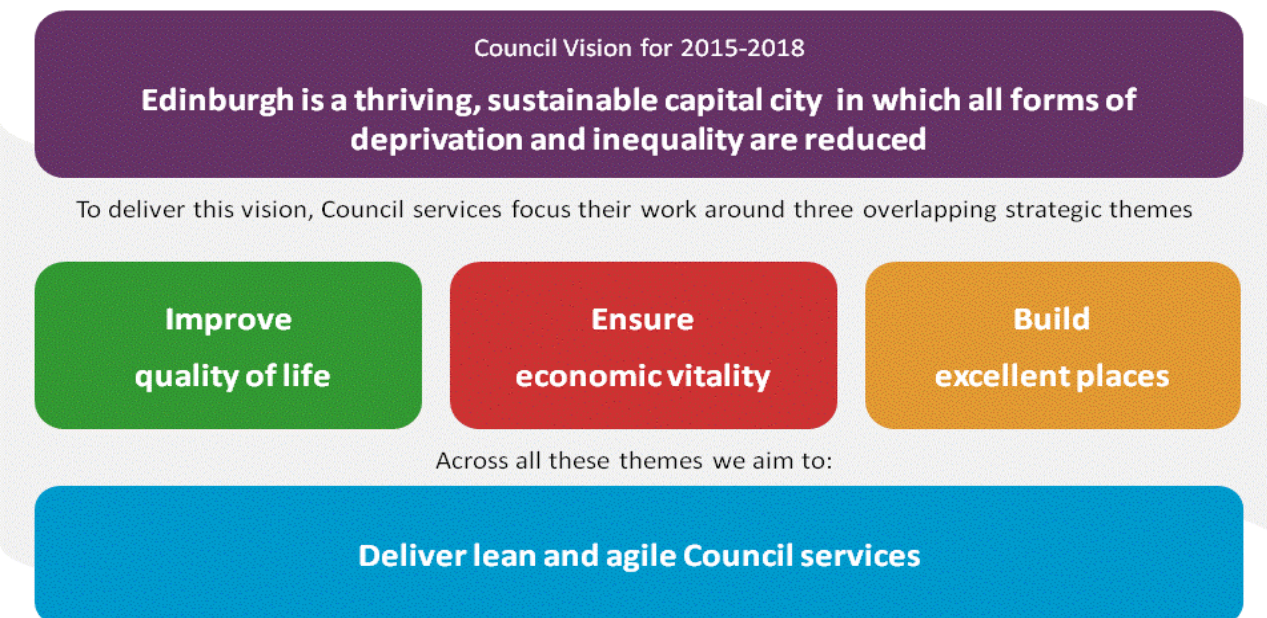 Council Vision for 2015-2018
Edinburgh is a thriving, sustainable capital city in which all forms of
deprivation and inequality are reduced
To deliver this vision, Council services focus their work around three overlapping strategic themes
Improve
quality of life
Ensure
economic vitality
Build
excellent places
Across all these themes we aim to:
Deliver lean and agile Council services